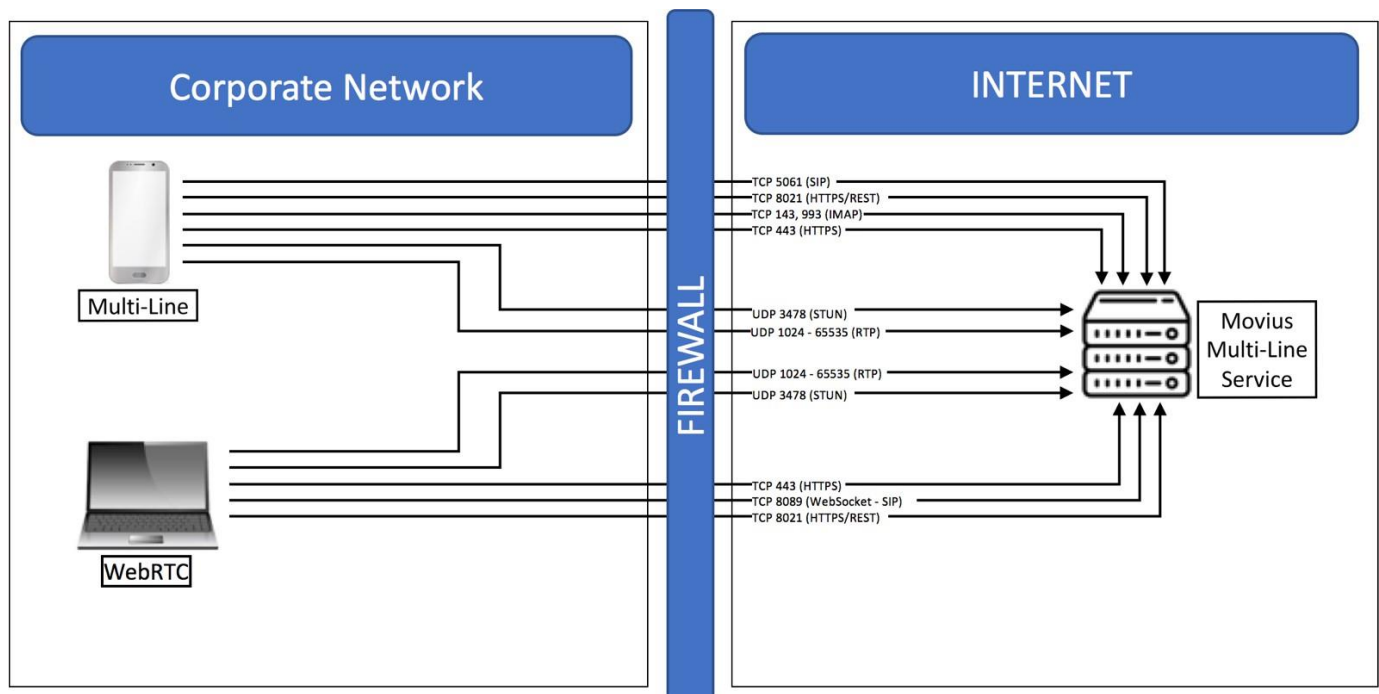 Corporate Network
INTERNET
FIREWALL
Multi-Line
WebRTC
TCP 5061 (SIP)
TCP 8021 (HTTPS/REST)
TCP 143, 993 (IMAP)
TCP 443 (HTTPS)
UDP 3478 (STUN)
UDP 1024 - 65535 (RTP)
UDP 1024 - 65535 (RTP)
UDP 3478 (STUN)
TCP 443 (HTTPS)
TCP 8089 (WebSocket - SIP)
TCP 8021 (HTTPS/REST)
Movius
Multi-Line
Service